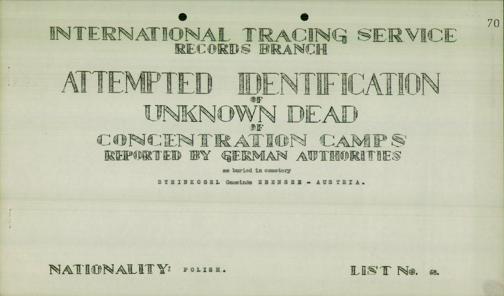 70
INTERNATIONAL TRACING SERVICE
RECORDS BRANCH
ATTEMPTED IDENTIFICATION
OF
UNKNOWN DEAD
OF
CONCENTRATION CAMPS
REPORTED BY GERMAN AUTHORITIES
as buried in cemetery
STEINKOGEL Gemeinde EBENSEE - AUSTRIA.
NATIONALITY: POLISH. LIST No. 68.